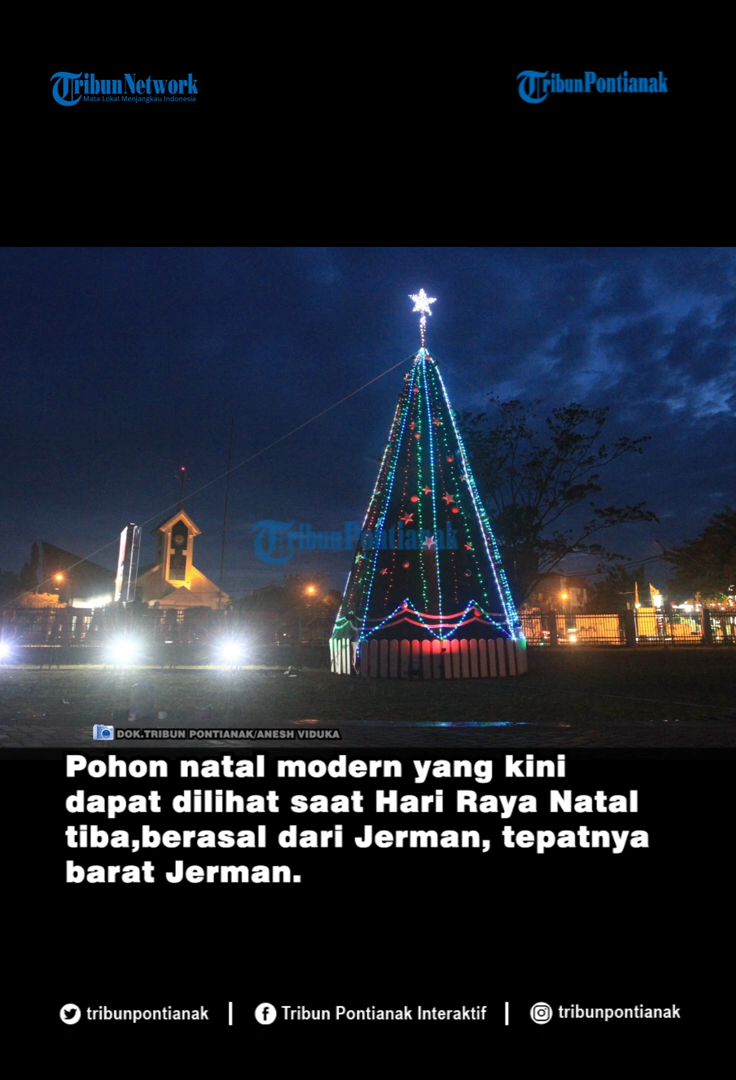 TribunNetwork
Mata Lokal Menjangkau Indonesia
TribunPontianak
TribunPontianak
DOK.TRIBUN PONTIANAK/ANESH VIDUKA
Pohon natal modern yang kini
dapat dilihat saat Hari Raya Natal
tiba,berasal dari Jerman, tepatnya
barat Jerman.
tribunpontianak | Tribun Pontianak Interaktif | tribunpontianak